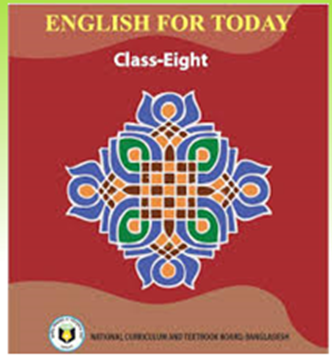 ENGLISH FOR TODAY
Class-Eight
NATIONAL CURRICULUM AND TEXTBOOK BOARD, BANGLADESH